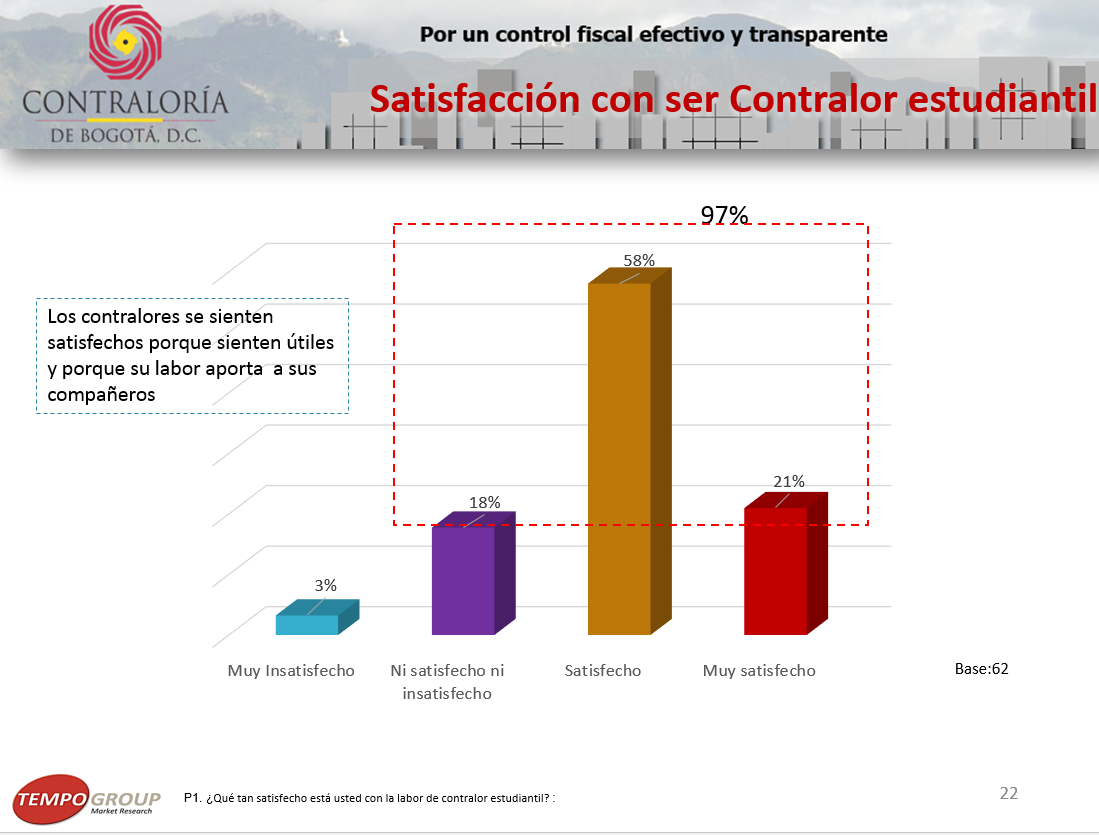 Por un control fiscal efectivo y transparente
CONTRALORÍA
DE BOGOTÁ, D.C.
Satisfacción con ser Contralor estudiantil
97%
58%
Los contralores se sienten
satisfechos porque sienten útiles
y porque su labor aporta  a sus
compañeros
21%
18%
3%
Muy Insatisfecho
Ni satisfecho ni
insatisfecho
Satisfecho
Muy satisfecho
Base:62
TEMPO GROUP
Market Research
P1. ¿Qué tan satisfecho está usted con la labor de contralor estudiantil? :
22